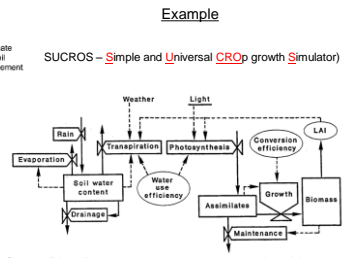 Example
SUCROS – Simple and Universal CROp growth Simulator)
Weather
Light
Rain
Transpiration
Photosynthesis
Conversion
efficiency
LAI
Evaporation
Soil water
content
Water
use
efficiency
Growth
Biomass
Assimilates
Drainage
Maintenance